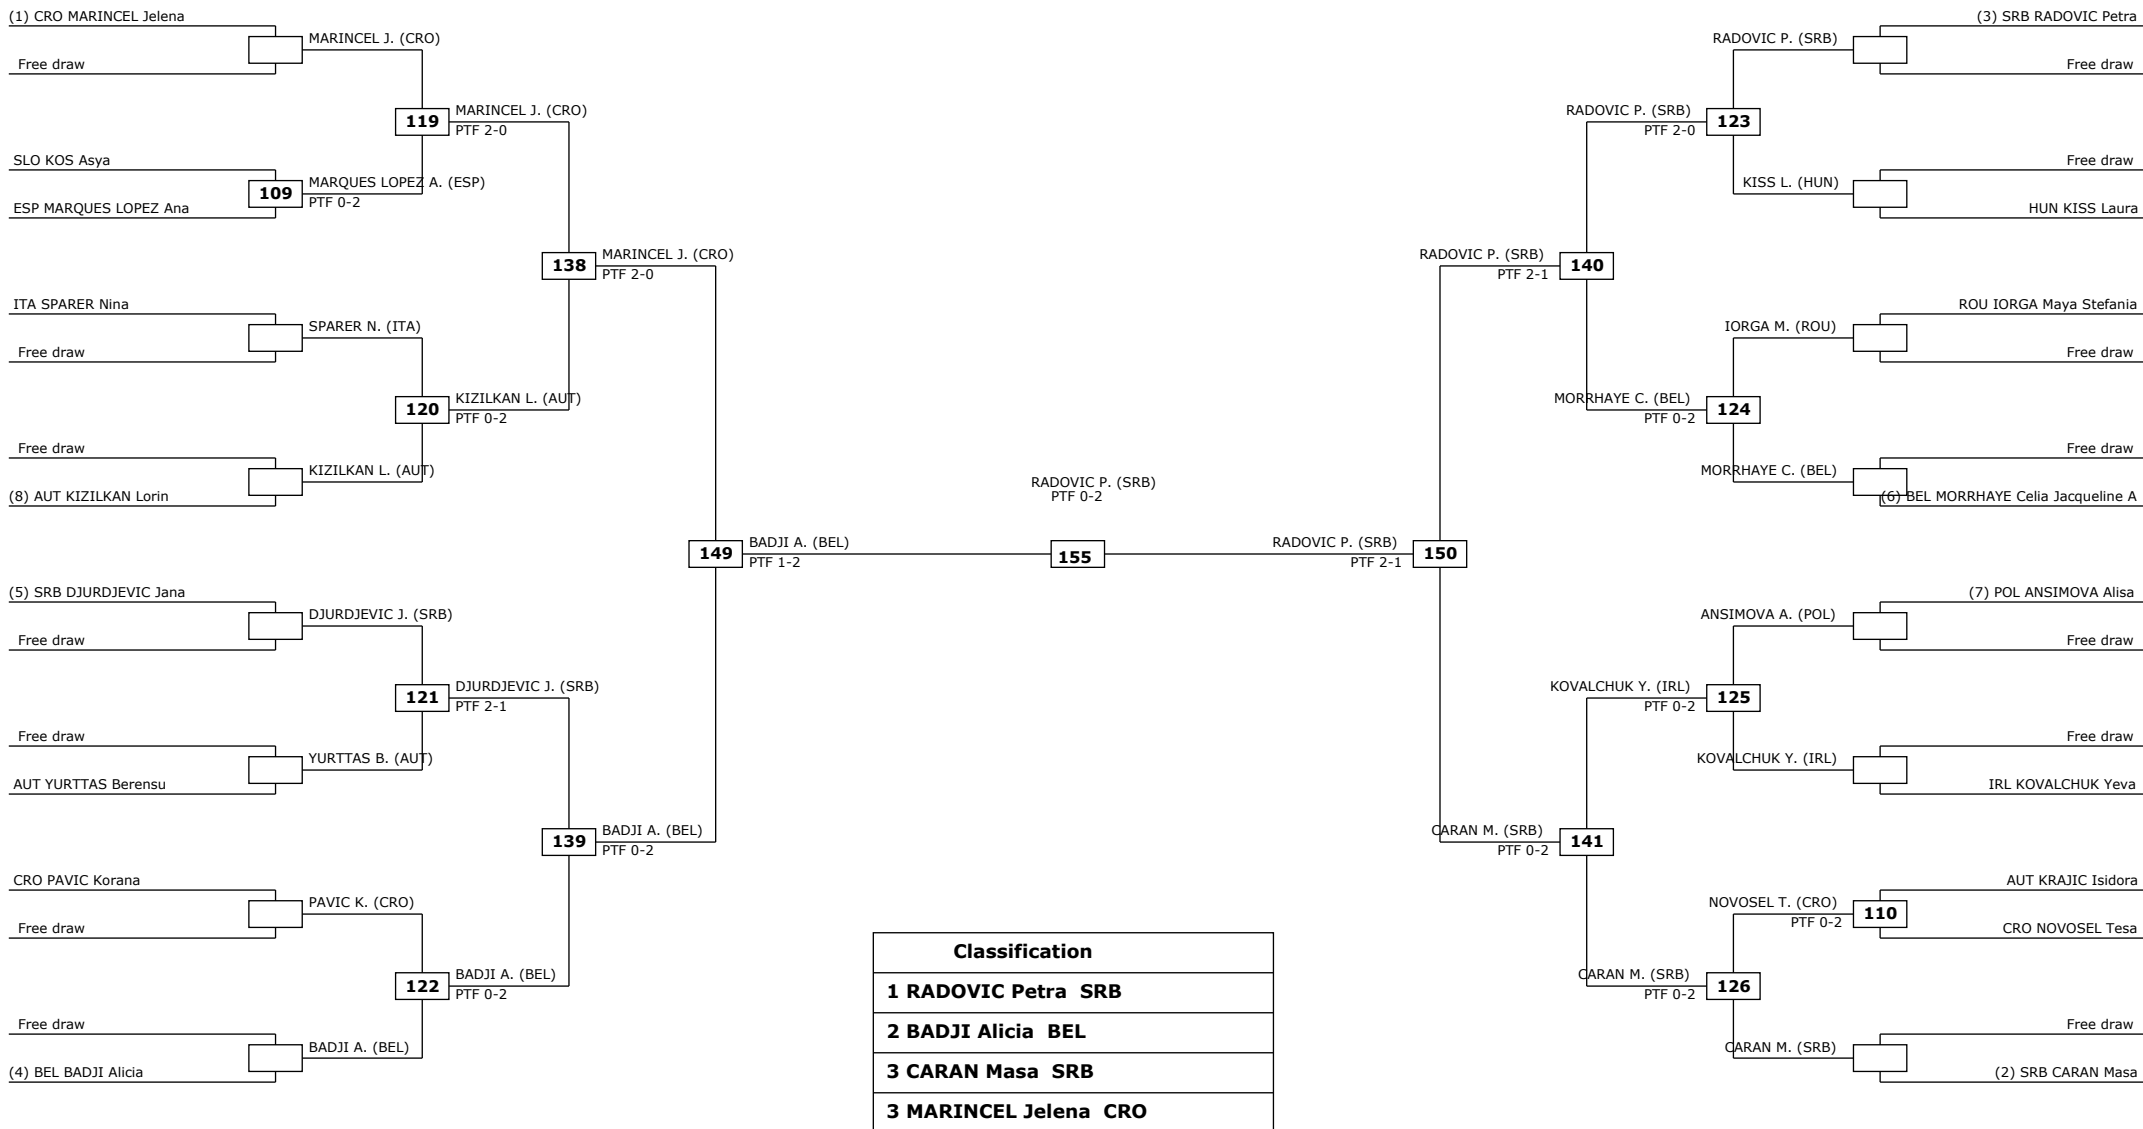 (1) CRO MARINCEL Jelena
MARINCEL J. (CRO)
Free draw
119
MARINCEL J. (CRO)
PTF 2-0
SLO KOS Asya
109
MARQUES LOPEZ A. (ESP)
PTF 0-2
ESP MARQUES LOPEZ Ana
138
MARINCEL J. (CRO)
PTF 2-0
ITA SPARER Nina
SPARER N. (ITA)
Free draw
120
KIZILKAN L. (AUT)
PTF 0-2
Free draw
KIZILKAN L. (AUT)
(8) AUT KIZILKAN Lorin
149
BADJI A. (BEL)
PTF 1-2
(5) SRB DJURDJEVIC Jana
DJURDJEVIC J. (SRB)
Free draw
121
DJURDJEVIC J. (SRB)
PTF 2-1
Free draw
YURTTAS B. (AUT)
AUT YURTTAS Berensu
139
BADJI A. (BEL)
PTF 0-2
CRO PAVIC Korana
PAVIC K. (CRO)
Free draw
122
BADJI A. (BEL)
PTF 0-2
Free draw
BADJI A. (BEL)
(4) BEL BADJI Alicia
RADOVIC P. (SRB)
PTF 0-2
155
(3) SRB RADOVIC Petra
RADOVIC P. (SRB)
Free draw
RADOVIC P. (SRB)
PTF 2-0
123
Free draw
KISS L. (HUN)
HUN KISS Laura
RADOVIC P. (SRB)
PTF 2-1
140
ROU IORGA Maya Stefania
IORGA M. (ROU)
Free draw
MORRHAYE C. (BEL)
PTF 0-2
124
Free draw
MORRHAYE C. (BEL)
(6) BEL MORRHAYE Celia Jacqueline A
RADOVIC P. (SRB)
PTF 2-1
150
(7) POL ANSIMOVA Alisa
ANSIMOVA A. (POL)
Free draw
KOVALCHUK Y. (IRL)
PTF 0-2
125
Free draw
KOVALCHUK Y. (IRL)
IRL KOVALCHUK Yeva
CARAN M. (SRB)
PTF 0-2
141
AUT KRAJIC Isidora
NOVOSEL T. (CRO)
PTF 0-2
110
CRO NOVOSEL Tesa
CARAN M. (SRB)
PTF 0-2
126
Free draw
CARAN M. (SRB)
(2) SRB CARAN Masa
Classification
1 RADOVIC Petra SRB
2 BADJI Alicia BEL
3 CARAN Masa SRB
3 MARINCEL Jelena CRO